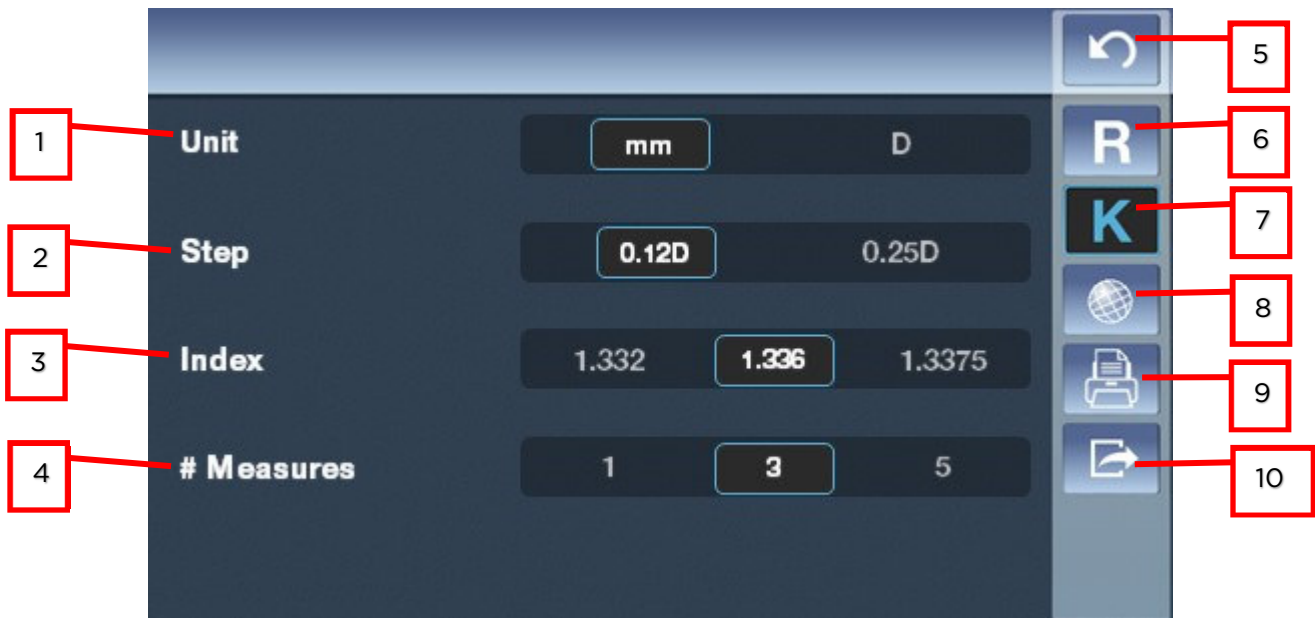 5
1 Unit mm D R 6
K 7
2 Step 0.12D 0.25D
8
3 Index 1.332 1.336 1.3375
9
4 # Measures 1 3 5 10